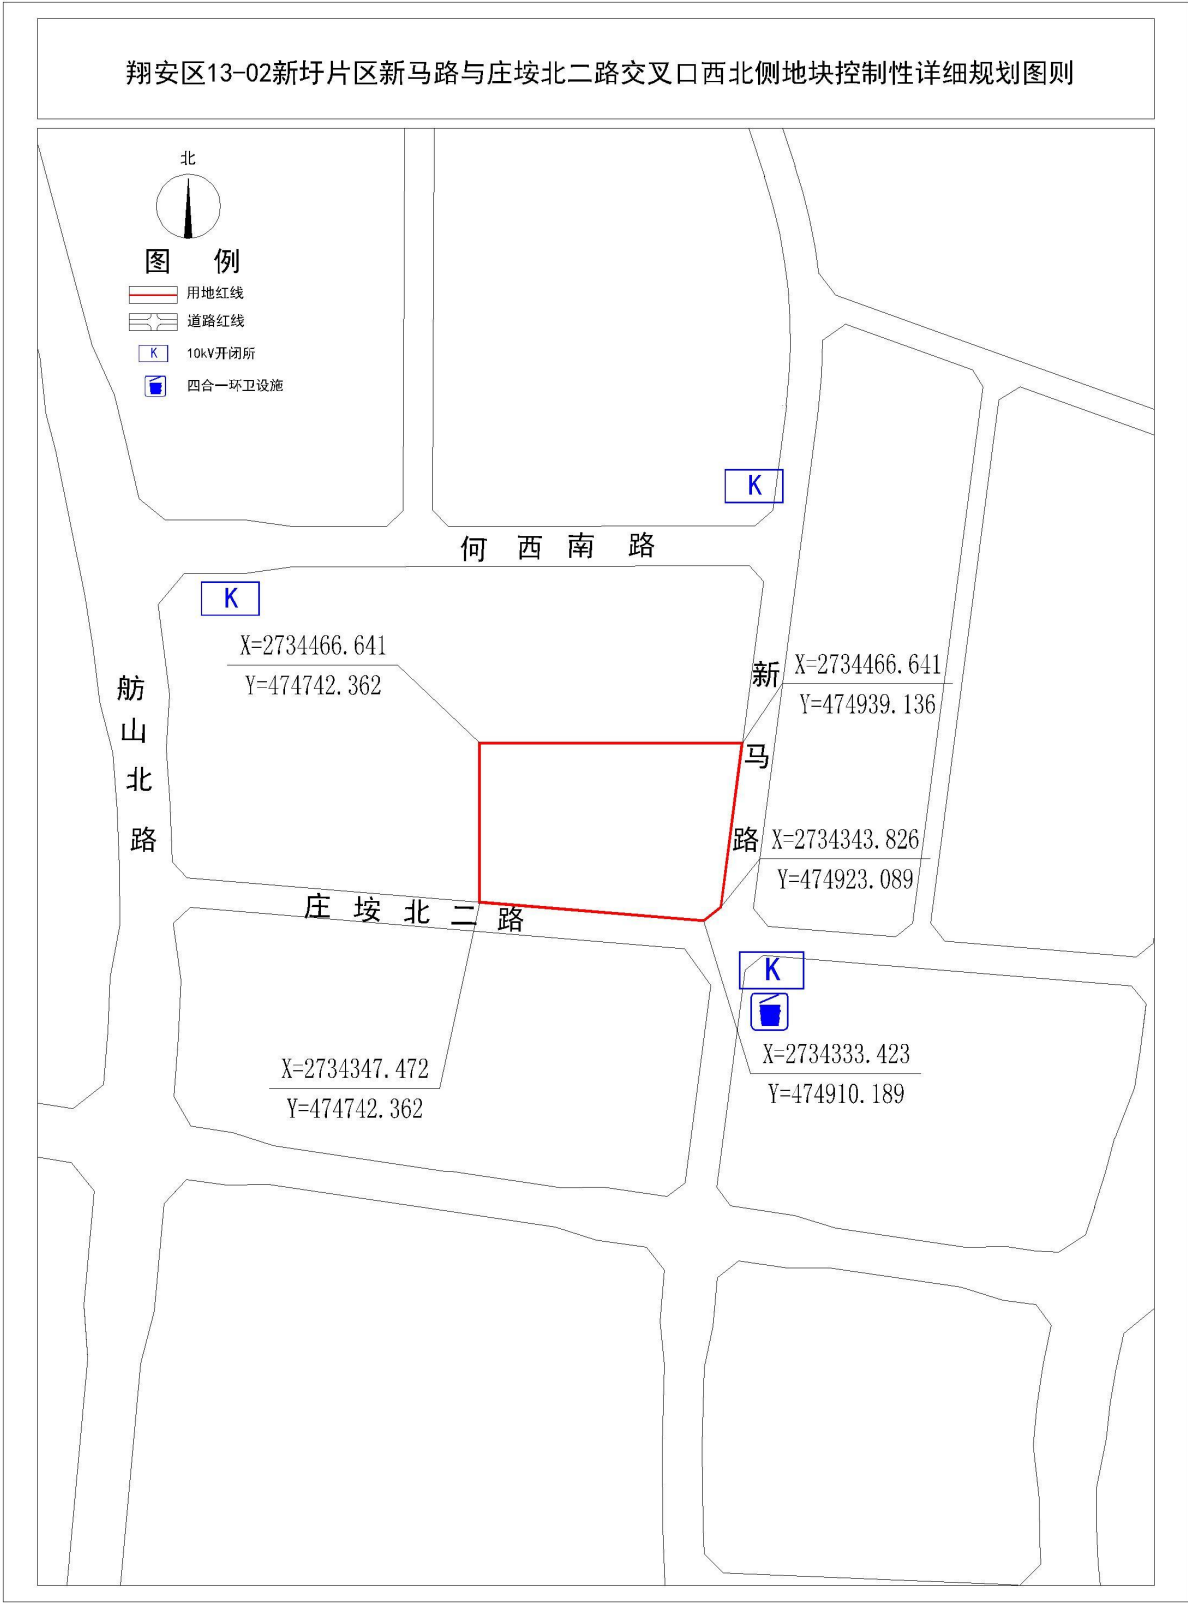 翔安区13-02新圩片区新马路与庄垵北二路交叉口西北侧地块控制性详细规划图则
北
图 例
用地红线
道路红线
K 10kV开闭所
四合一环卫设施
K
何西南路
K
X=2734466.641
Y=474742.362
舫山北路
新马路
X=2734466.641
Y=474939.136
X=2734343.826
Y=474923.089
庄垵北二路
K
X=2734347.472
Y=474742.362
X=2734333.423
Y=474910.189